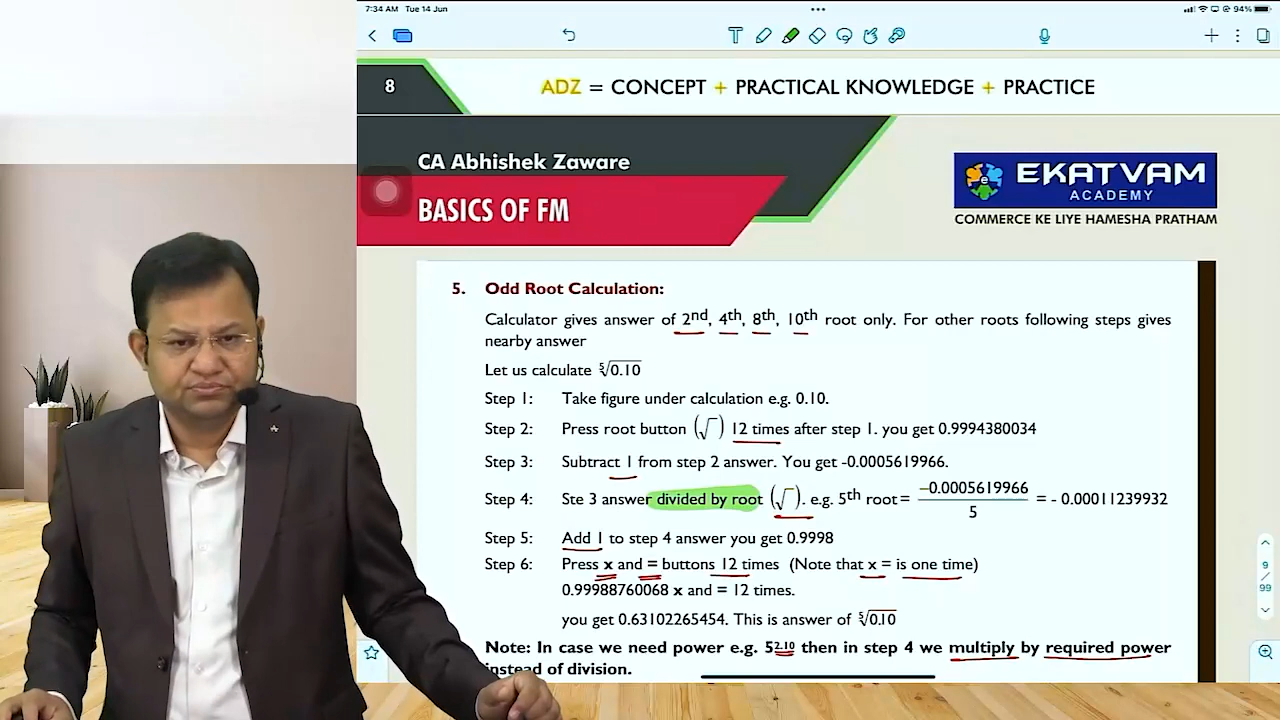 7:34 AM Tue 14 Jun
94%
8
ADZ = CONCEPT + PRACTICAL KNOWLEDGE + PRACTICE
CA Abhishek Zaware
BASICS OF FM
EKATVAM
ACADEMY
COMMERCE KE LIYE HAMESHA PRATHAM
5. Odd Root Calculation:
Calculator gives answer of 2nd, 4th, 8th, 10th root only. For other roots following steps gives
nearby answer
Let us calculate ⁵√0.10
Step 1: Take figure under calculation e.g. 0.10.
Step 2: Press root button (√) 12 times after step 1. you get 0.9994380034
Step 3: Subtract 1 from step 2 answer. You get -0.0005619966.
Step 4: Ste 3 answer divided by root (√). e.g. 5th root = −0.0005619966 / 5 = - 0.00011239932
Step 5: Add 1 to step 4 answer you get 0.9998
Step 6: Press x and = buttons 12 times (Note that x = is one time)
0.99988760068 x and = 12 times.
you get 0.63102265454. This is answer of ⁵√0.10
Note: In case we need power e.g. 5^2.10 then in step 4 we multiply by required power
instead of division.
9
/
99